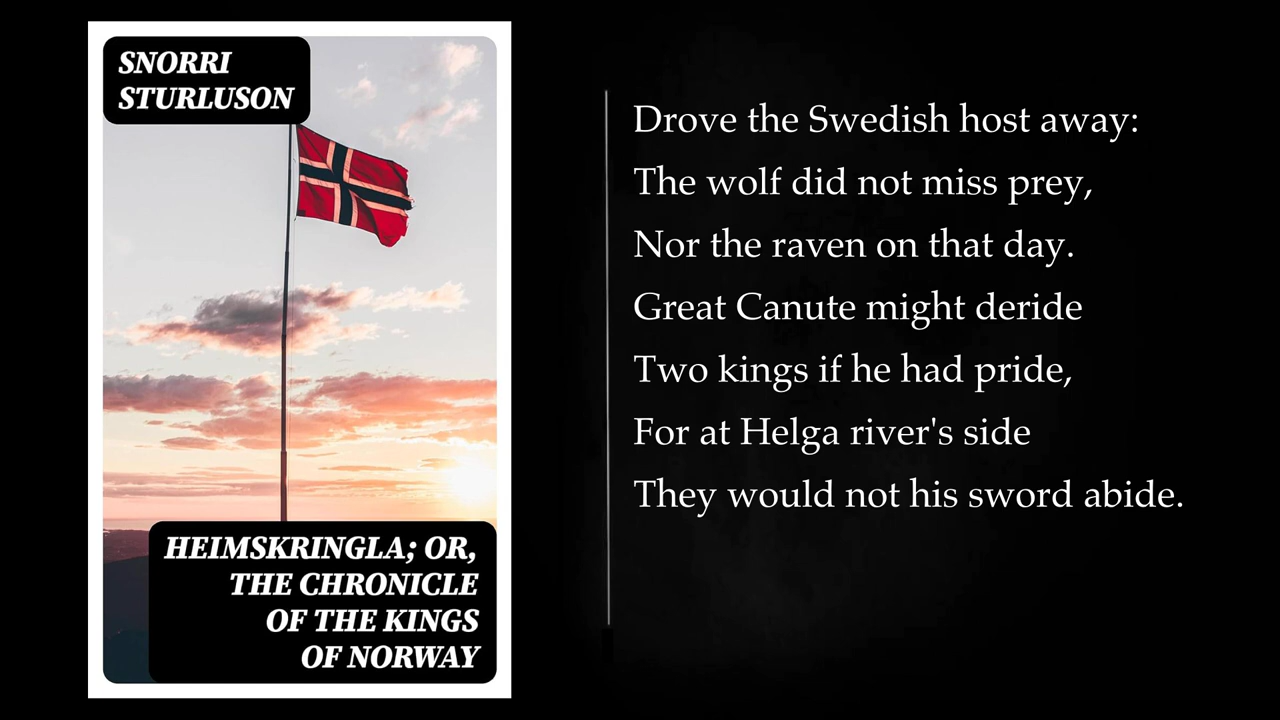 SNORRI
STURLUSON
HEIMSKRINGLA; OR,
THE CHRONICLE
OF THE KINGS
OF NORWAY
Drove the Swedish host away:
The wolf did not miss prey,
Nor the raven on that day.
Great Canute might deride
Two kings if he had pride,
For at Helga river's side
They would not his sword abide.